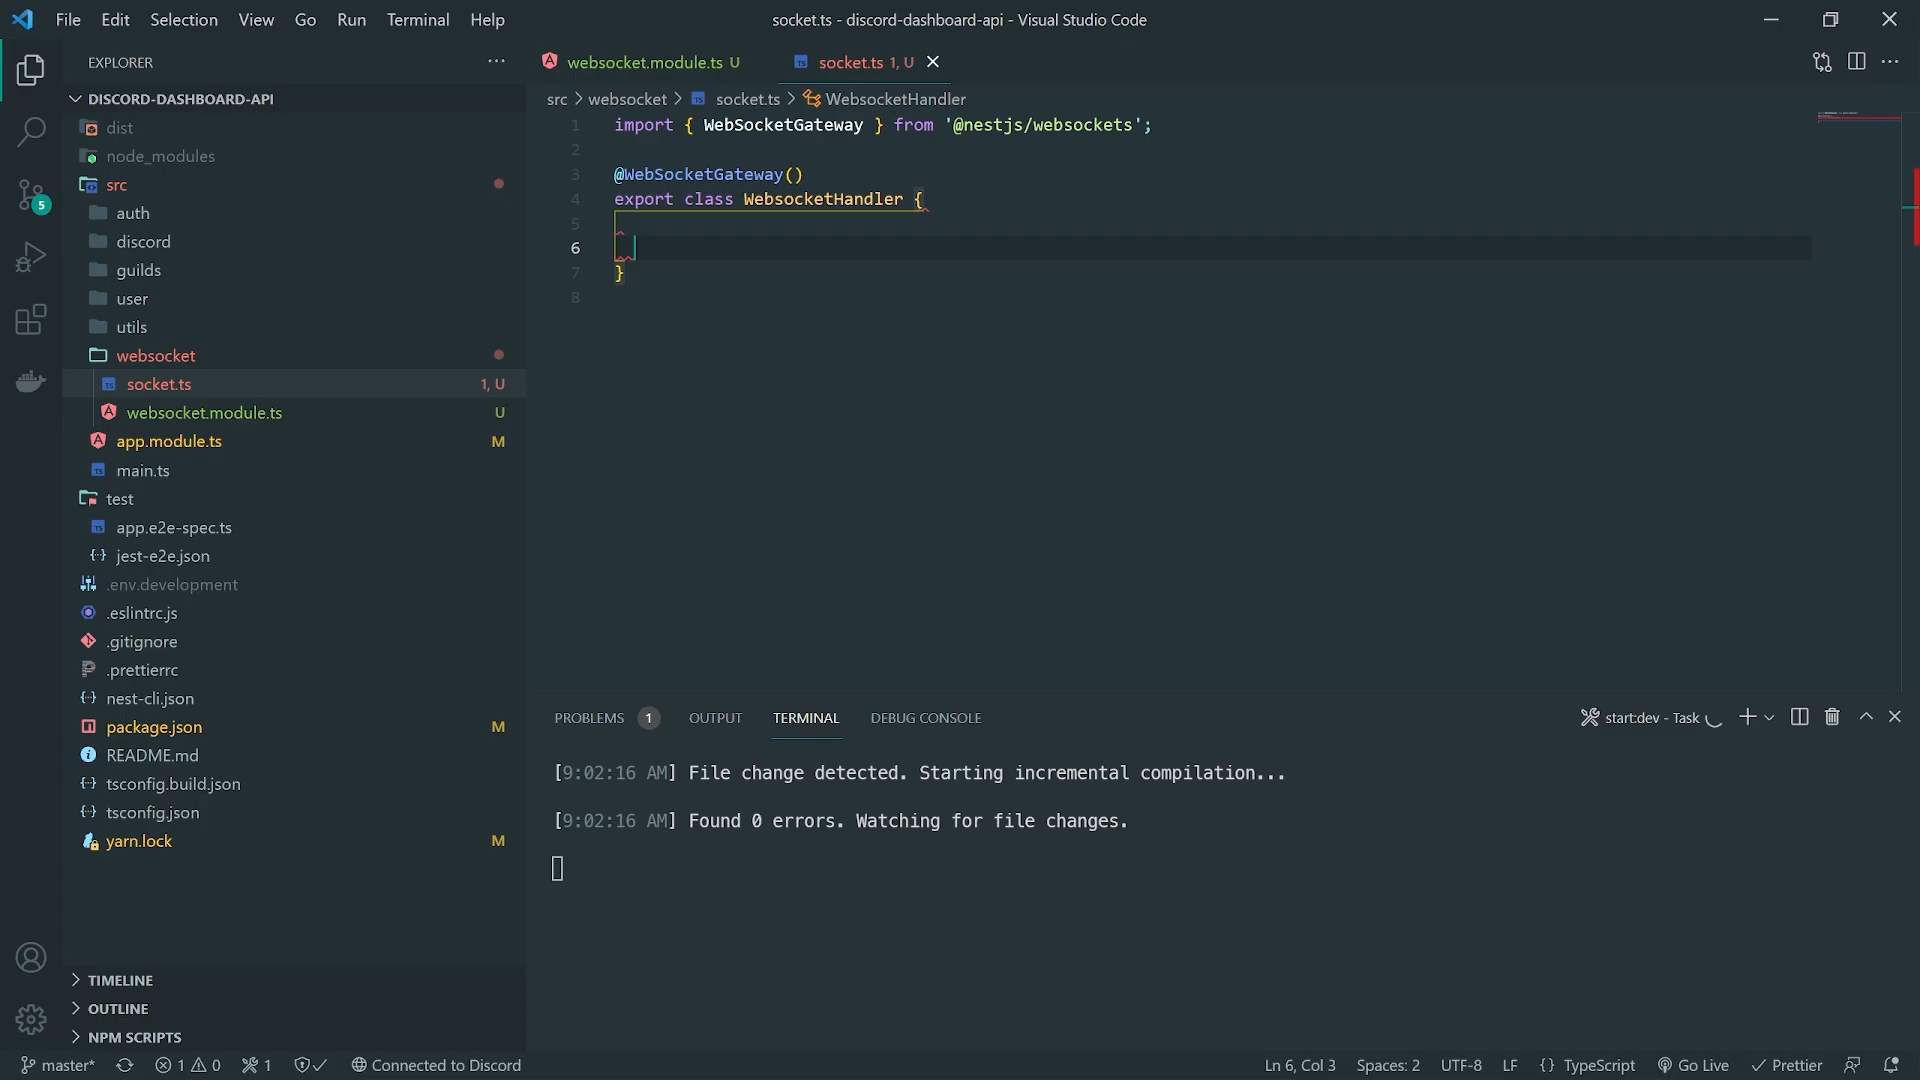 File Edit Selection View Go Run Terminal Help
socket.ts - discord-dashboard-api - Visual Studio Code
EXPLORER
DISCORD-DASHBOARD-API
dist
node_modules
src
auth
discord
guilds
user
utils
websocket
socket.ts 1, U
websocket.module.ts U
app.module.ts M
main.ts
test
app.e2e-spec.ts
jest-e2e.json
.env.development
.eslintrc.js
.gitignore
.prettierrc
nest-cli.json
package.json M
README.md
tsconfig.build.json
tsconfig.json
yarn.lock M
TIMELINE
OUTLINE
NPM SCRIPTS
5
websocket.module.ts U
socket.ts 1, U
src > websocket > TS socket.ts > WebsocketHandler
1 import { WebSocketGateway } from '@nestjs/websockets';
2
3 @WebSocketGateway()
4 export class WebsocketHandler {
5
6
7 }
8
PROBLEMS 1 OUTPUT TERMINAL DEBUG CONSOLE
start:dev - Task
[9:02:16 AM] File change detected. Starting incremental compilation...
[9:02:16 AM] Found 0 errors. Watching for file changes.
master* 1 0 1 Connected to Discord
Ln 6, Col 3 Spaces: 2 UTF-8 LF {} TypeScript Go Live Prettier